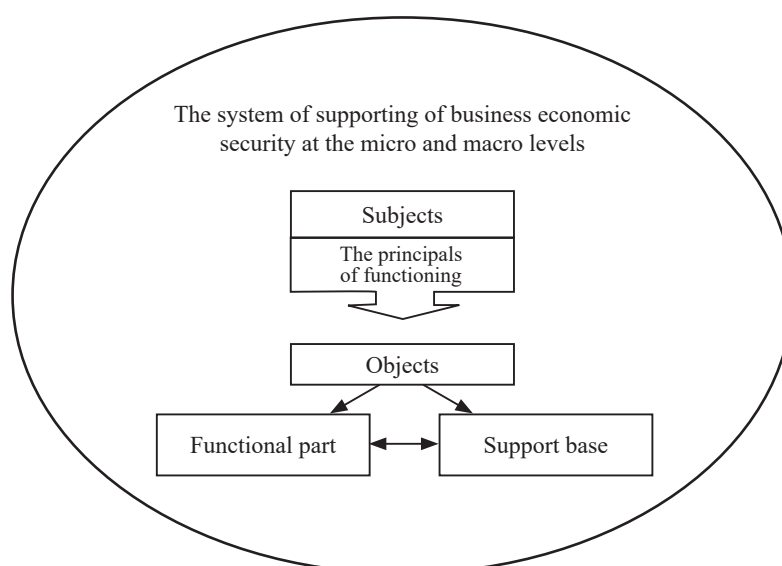 The system of supporting of business economic
security at the micro and macro levels
Subjects
The principals
of functioning
Objects
Functional part
Support base